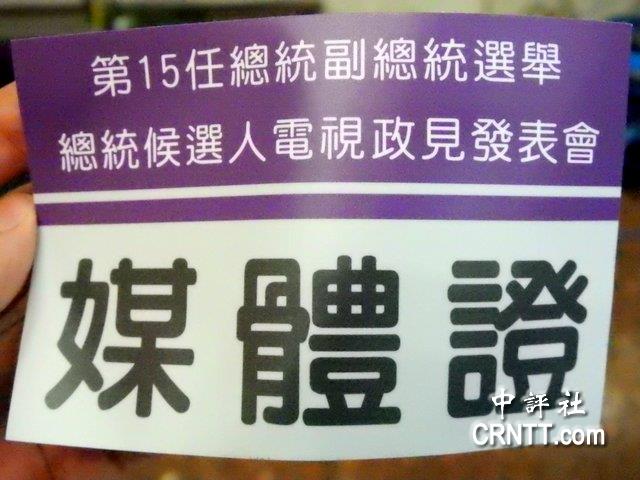 第15任總統副總統選舉
總統候選人電視政見發表會
媒體證
中評社
CRNTT.com